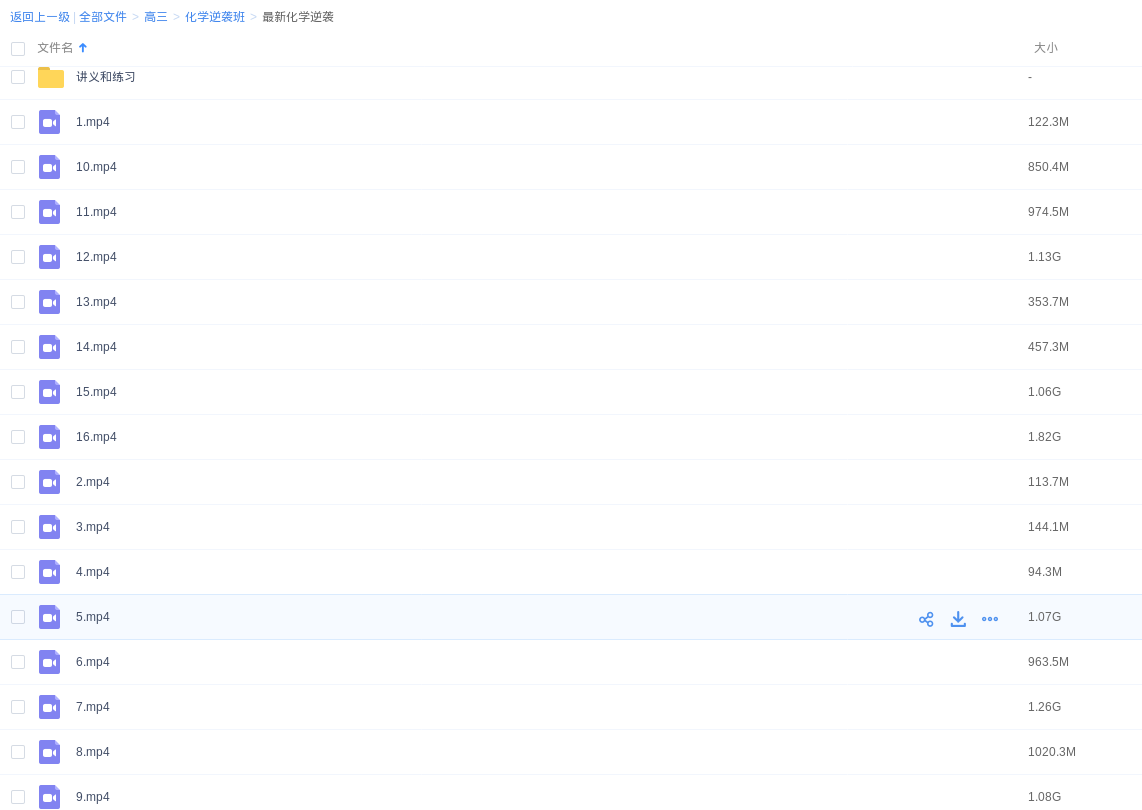 返回上一级 | 全部文件 > 高三 > 化学逆袭班 > 最新化学逆袭
文件名 大小
讲义和练习 -
1.mp4 122.3M
10.mp4 850.4M
11.mp4 974.5M
12.mp4 1.13G
13.mp4 353.7M
14.mp4 457.3M
15.mp4 1.06G
16.mp4 1.82G
2.mp4 113.7M
3.mp4 144.1M
4.mp4 94.3M
5.mp4 1.07G
6.mp4 963.5M
7.mp4 1.26G
8.mp4 1020.3M
9.mp4 1.08G